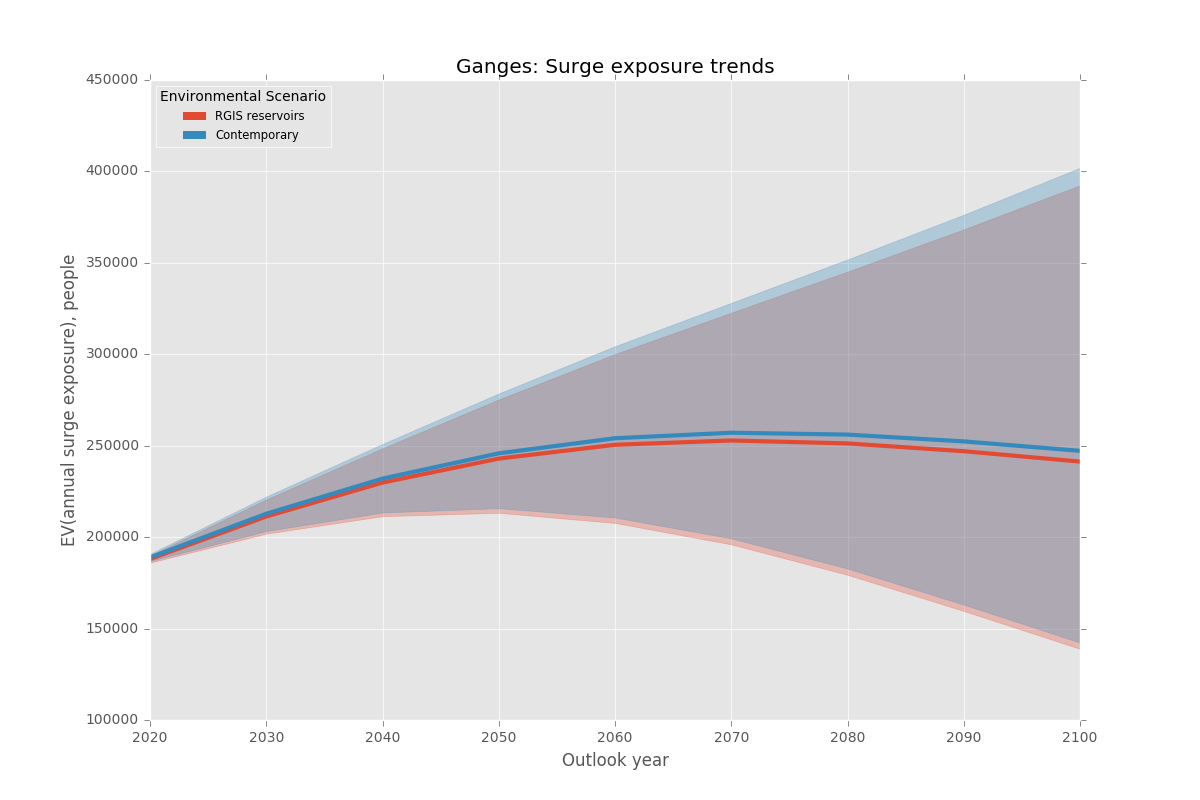 Ganges: Surge exposure trends
Environmental Scenario
RGIS reservoirs
Contemporary
EV(annual surge exposure), people
450000
400000
350000
300000
250000
200000
150000
100000
2020 2030 2040 2050 2060 2070 2080 2090 2100
Outlook year